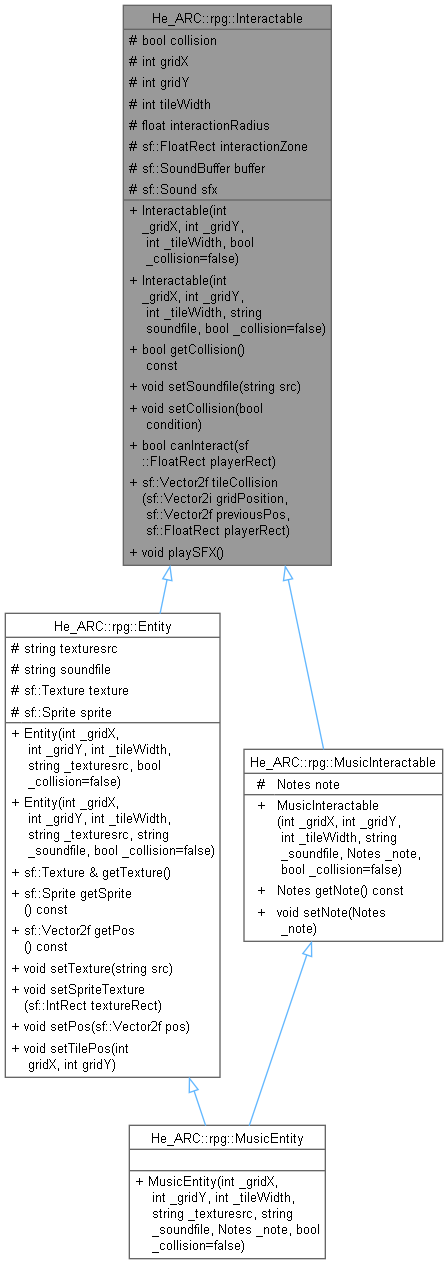 He_ARC::rpg::Interactable
# bool collision
# int gridX
# int gridY
# int tileWidth
# float interactionRadius
# sf::FloatRect interactionZone
# sf::SoundBuffer buffer
# sf::Sound sfx
+ Interactable(int
_gridX, int _gridY,
int _tileWidth, bool
_collision=false)
+ Interactable(int
_gridX, int _gridY,
int _tileWidth, string
soundfile, bool _collision=false)
+ bool getCollision()
const
+ void setSoundfile(string src)
+ void setCollision(bool
condition)
+ bool canInteract(sf
::FloatRect playerRect)
+ sf::Vector2f tileCollision
(sf::Vector2i gridPosition,
sf::Vector2f previousPos,
sf::FloatRect playerRect)
+ void playSFX()
He_ARC::rpg::Entity
# string texturesrc
# string soundfile
# sf::Texture texture
# sf::Sprite sprite
+ Entity(int _gridX,
int _gridY, int _tileWidth,
string _texturesrc, bool
_collision=false)
+ Entity(int _gridX,
int _gridY, int _tileWidth,
string _texturesrc, string
_soundfile, bool _collision=false)
+ sf::Texture & getTexture()
+ sf::Sprite getSprite
() const
+ sf::Vector2f getPos
() const
+ void setTexture(string src)
+ void setSpriteTexture
(sf::IntRect textureRect)
+ void setPos(sf::Vector2f pos)
+ void setTilePos(int
gridX, int gridY)
He_ARC::rpg::MusicInteractable
# Notes note
+ MusicInteractable
(int _gridX, int _gridY,
int _tileWidth, string
_soundfile, Notes _note,
bool _collision=false)
+ Notes getNote() const
+ void setNote(Notes
_note)
He_ARC::rpg::MusicEntity
+ MusicEntity(int _gridX,
int _gridY, int _tileWidth,
string _texturesrc, string
_soundfile, Notes _note, bool
_collision=false)